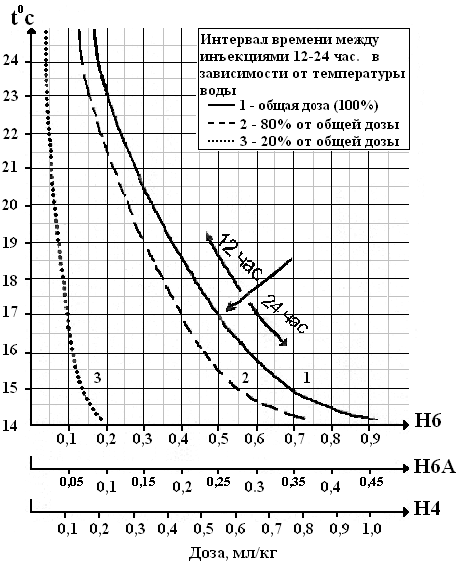 t⁰c
Интервал времени между
инъекциями 12-24 час. в
зависимости от температуры
воды
1 - общая доза (100%)
2 - 80% от общей дозы
3 - 20% от общей дозы
24
23
22
21
20
19
18
17
16
15
14
12 час
24 час
3
2
1
0,1 0,2 0,3 0,4 0,5 0,6 0,7 0,8 0,9 Н6
0,05 0,1 0,15 0,2 0,25 0.3 0,35 0,4 0,45 Н6А
0,1 0,2 0,3 0,4 0,5 0,6 0,7 0,8 0,9 1,0 Н4
Доза, мл/кг